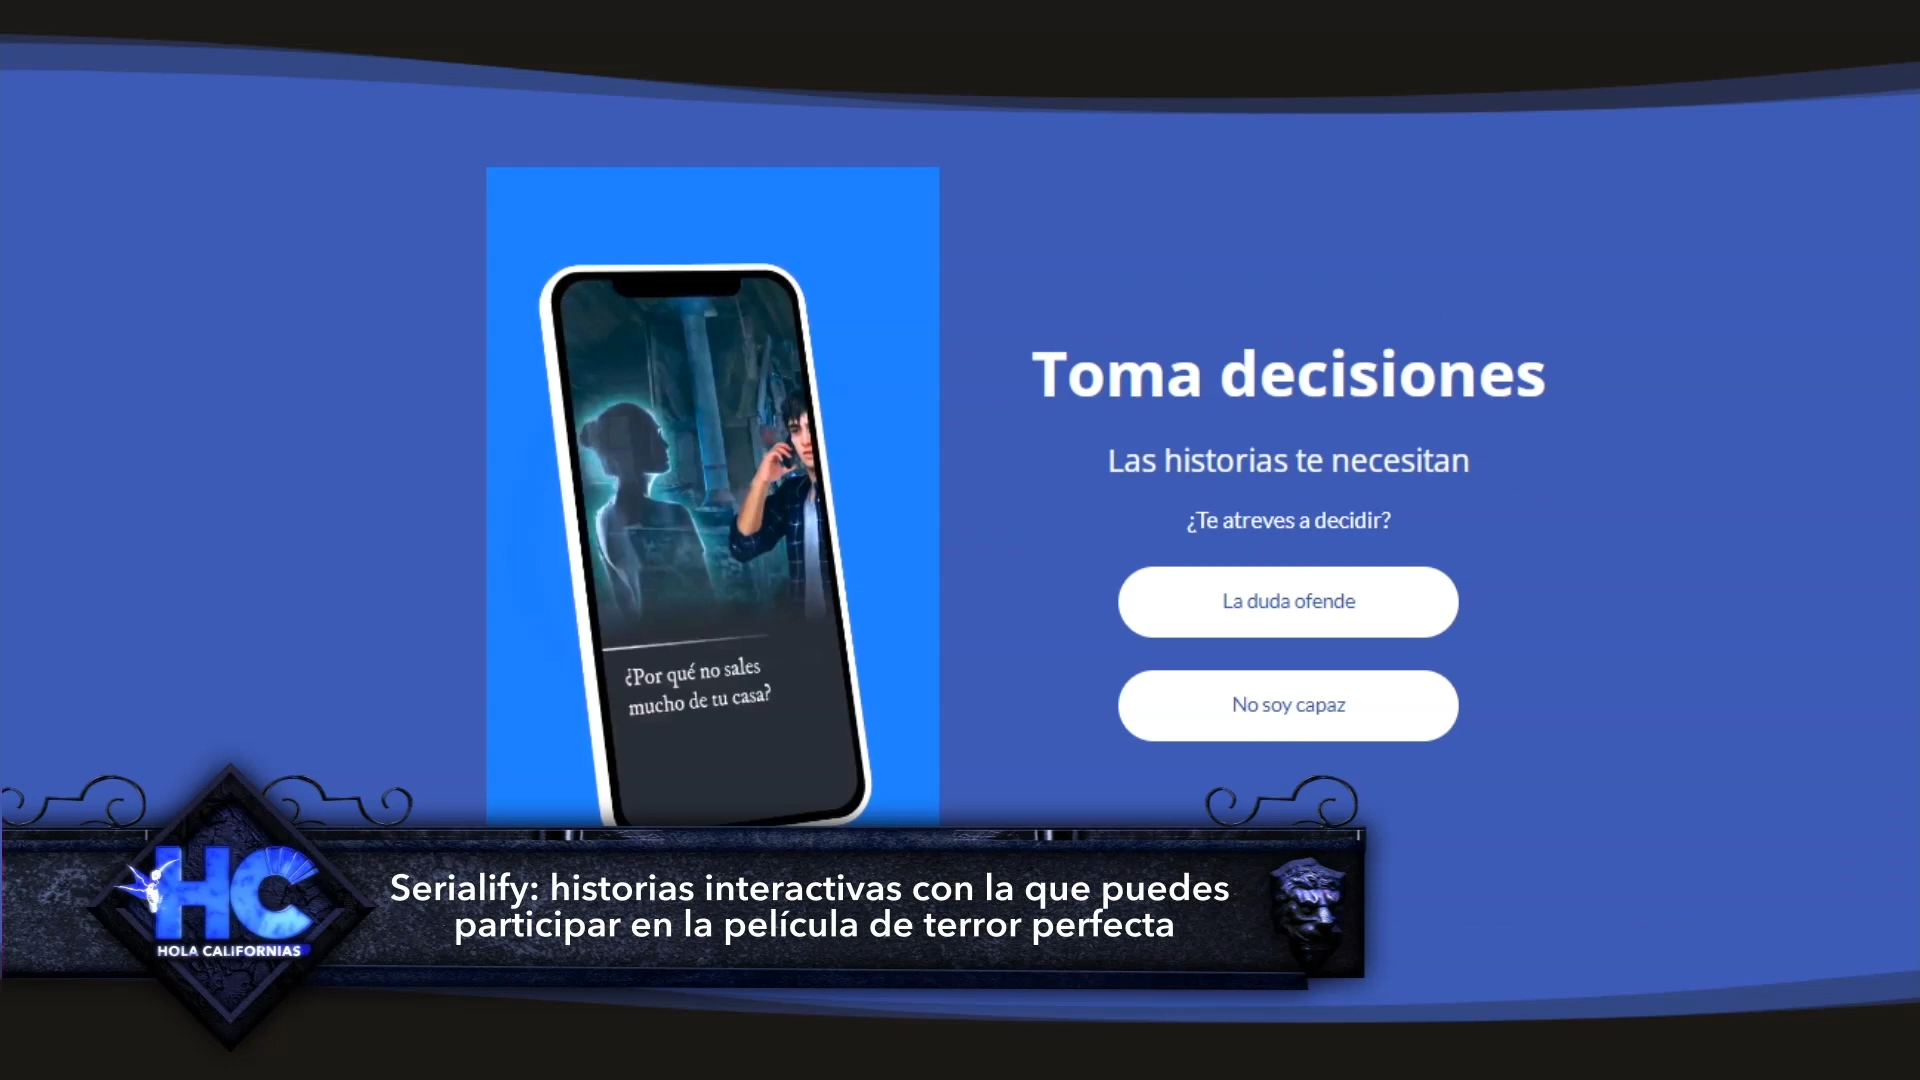 Toma decisiones
Las historias te necesitan
¿Te atreves a decidir?
La duda ofende
No soy capaz
¿Por qué no sales
mucho de tu casa?
HC
HOLA CALIFORNIAS
Serialify: historias interactivas con la que puedes
participar en la película de terror perfecta